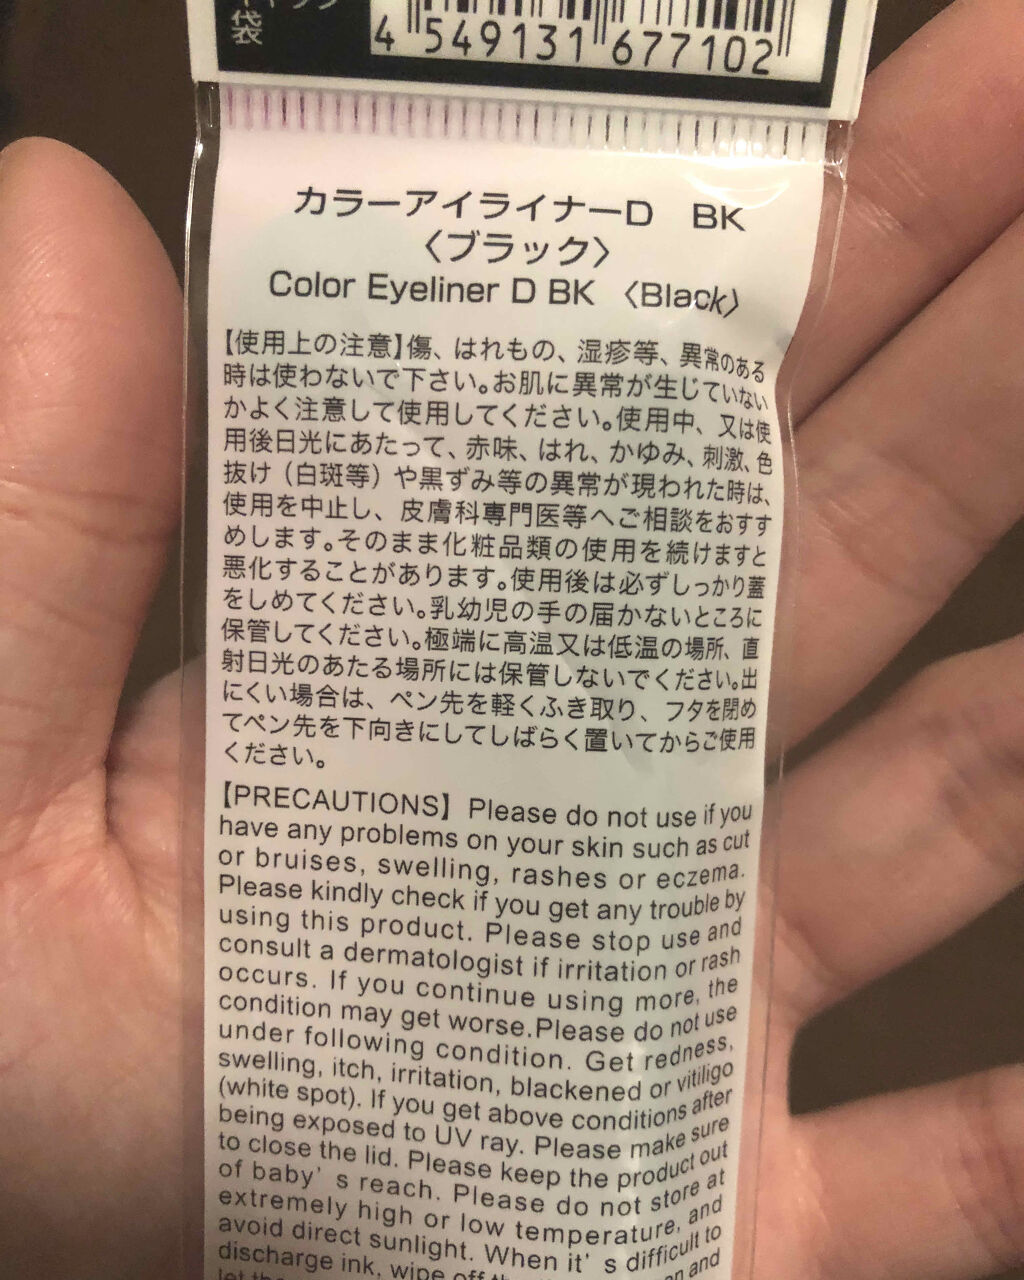 袋
4 549131 677102
カラーアイライナーD BK
〈ブラック〉
Color Eyeliner D BK 〈Black〉
【使用上の注意】傷、はれもの、湿疹等、異常のある
時は使わないで下さい。お肌に異常が生じていない
かよく注意して使用してください。使用中、又は使
用後日光にあたって、赤味、はれ、かゆみ、刺激、色
抜け（白斑等）や黒ずみ等の異常が現われた時は、
使用を中止し、皮膚科専門医等へご相談をおすす
めします。そのまま化粧品類の使用を続けますと
悪化することがあります。使用後は必ずしっかり蓋
をしめてください。乳幼児の手の届かないところに
保管してください。極端に高温又は低温の場所、直
射日光のあたる場所には保管しないでください。出
にくい場合は、ペン先を軽くふき取り、フタを閉め
てペン先を下向きにしてしばらく置いてからご使用
ください。
【PRECAUTIONS】 Please do not use if you
have any problems on your skin such as cut
or bruises, swelling, rashes or eczema.
Please kindly check if you get any trouble by
using this product. Please stop use and
consult a dermatologist if irritation or rash
occurs. If you continue using more, the
condition may get worse.Please do not use
under following condition. Get redness,
swelling, itch, irritation, blackened or vitiligo
(white spot). If you get above conditions after
being exposed to UV ray. Please make sure
to close the lid. Please keep the product out
of baby's reach. Please do not store at
extremely high or low temperature, and
avoid direct sunlight. When it's difficult to
discharge ink, wipe off and
let